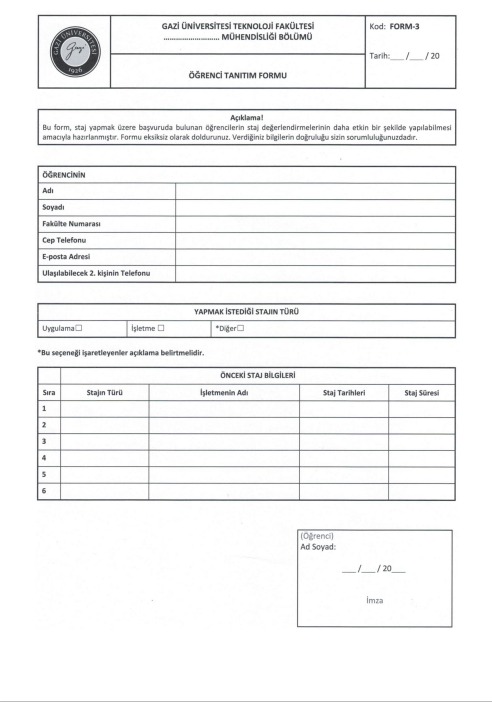 GAZİ ÜNİVERSİTESİ
Gazi
1926
GAZİ ÜNİVERSİTESİ TEKNOLOJİ FAKÜLTESİ
............................ MÜHENDİSLİĞİ BÖLÜMÜ
ÖĞRENCİ TANITIM FORMU
Kod: FORM-3
Tarih:___ /___ / 20
Açıklama!
Bu form, staj yapmak üzere başvuruda bulunan öğrencilerin staj değerlendirmelerinin daha etkin bir şekilde yapılabilmesi
amacıyla hazırlanmıştır. Formu eksiksiz olarak doldurunuz. Verdiğiniz bilgilerin doğruluğu sizin sorumluluğunuzdadır.
ÖĞRENCİNİN
Adı
Soyadı
Fakülte Numarası
Cep Telefonu
E-posta Adresi
Ulaşılabilecek 2. kişinin Telefonu
YAPMAK İSTEDİĞİ STAJIN TÜRÜ
Uygulama☐ İşletme ☐ *Diğer☐
*Bu seçeneği işaretleyenler açıklama belirtmelidir.
ÖNCEKİ STAJ BİLGİLERİ
Sıra Stajın Türü İşletmenin Adı Staj Tarihleri Staj Süresi
1
2
3
4
5
6
(Öğrenci)
Ad Soyad:
___ /___ / 20___
İmza